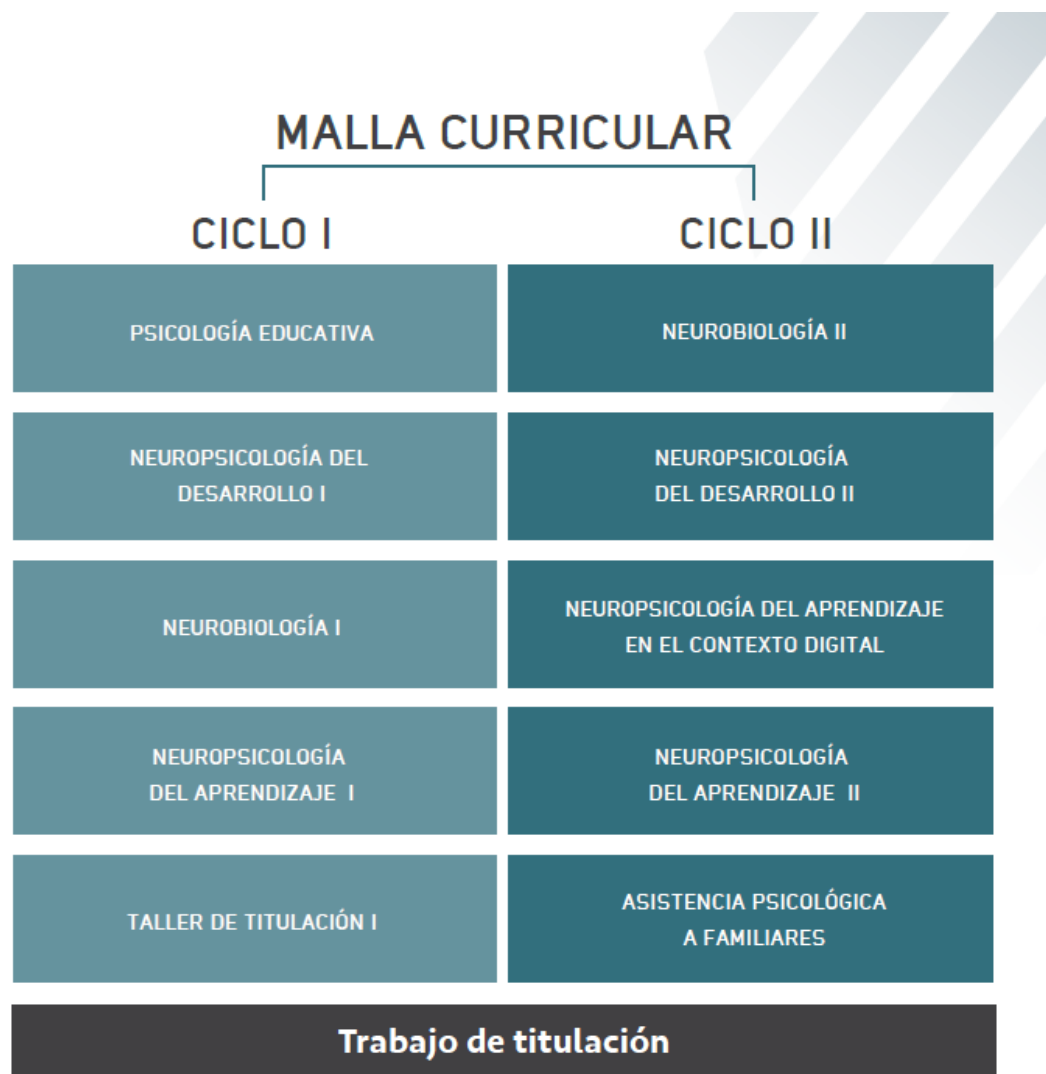 MALLA CURRICULAR
CICLO I
CICLO II
PSICOLOGÍA EDUCATIVA
NEUROBIOLOGÍA II
NEUROPSICOLOGÍA DEL
DESARROLLO I
NEUROPSICOLOGÍA
DEL DESARROLLO II
NEUROBIOLOGÍA I
NEUROPSICOLOGÍA DEL APRENDIZAJE
EN EL CONTEXTO DIGITAL
NEUROPSICOLOGÍA
DEL APRENDIZAJE I
NEUROPSICOLOGÍA
DEL APRENDIZAJE II
TALLER DE TITULACIÓN I
ASISTENCIA PSICOLÓGICA
A FAMILIARES
Trabajo de titulación